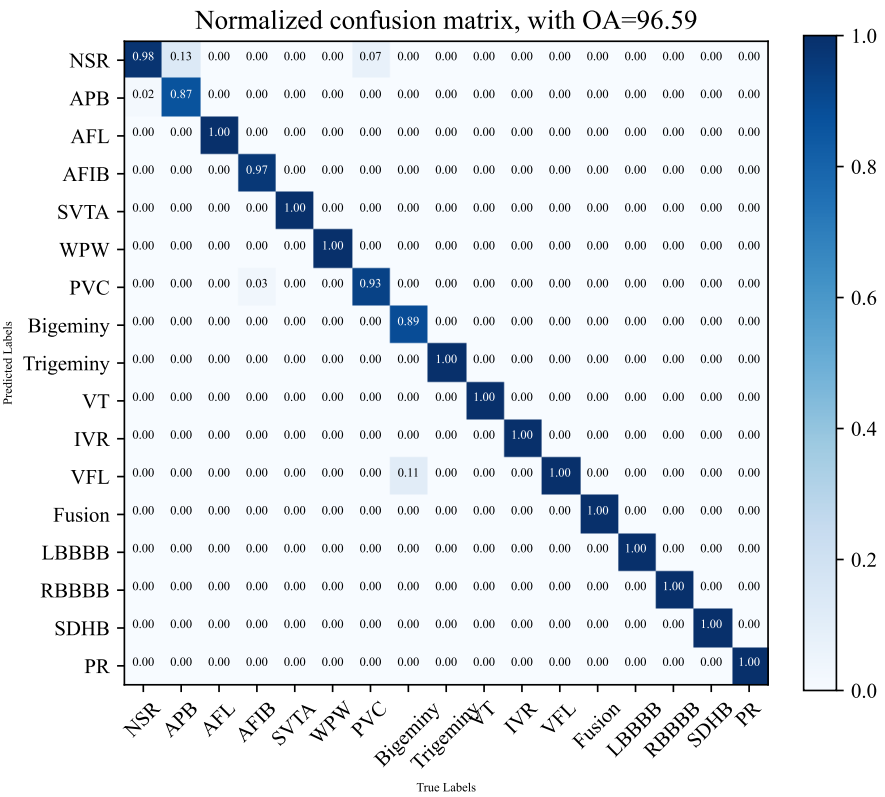 Normalized confusion matrix, with OA=96.59
NSR 0.98 0.13 0.00 0.00 0.00 0.00 0.07 0.00 0.00 0.00 0.00 0.00 0.00 0.00 0.00 0.00 0.00
APB 0.02 0.87 0.00 0.00 0.00 0.00 0.00 0.00 0.00 0.00 0.00 0.00 0.00 0.00 0.00 0.00 0.00
AFL 0.00 0.00 1.00 0.00 0.00 0.00 0.00 0.00 0.00 0.00 0.00 0.00 0.00 0.00 0.00 0.00 0.00
AFIB 0.00 0.00 0.00 0.97 0.00 0.00 0.00 0.00 0.00 0.00 0.00 0.00 0.00 0.00 0.00 0.00 0.00
SVTA 0.00 0.00 0.00 0.00 1.00 0.00 0.00 0.00 0.00 0.00 0.00 0.00 0.00 0.00 0.00 0.00 0.00
WPW 0.00 0.00 0.00 0.00 0.00 1.00 0.00 0.00 0.00 0.00 0.00 0.00 0.00 0.00 0.00 0.00 0.00
PVC 0.00 0.00 0.00 0.03 0.00 0.00 0.93 0.00 0.00 0.00 0.00 0.00 0.00 0.00 0.00 0.00 0.00
Bigeminy 0.00 0.00 0.00 0.00 0.00 0.00 0.00 0.89 0.00 0.00 0.00 0.00 0.00 0.00 0.00 0.00 0.00
Trigeminy 0.00 0.00 0.00 0.00 0.00 0.00 0.00 0.00 1.00 0.00 0.00 0.00 0.00 0.00 0.00 0.00 0.00
VT 0.00 0.00 0.00 0.00 0.00 0.00 0.00 0.00 0.00 1.00 0.00 0.00 0.00 0.00 0.00 0.00 0.00
IVR 0.00 0.00 0.00 0.00 0.00 0.00 0.00 0.00 0.00 0.00 1.00 0.00 0.00 0.00 0.00 0.00 0.00
VFL 0.00 0.00 0.00 0.00 0.00 0.00 0.00 0.11 0.00 0.00 0.00 1.00 0.00 0.00 0.00 0.00 0.00
Fusion 0.00 0.00 0.00 0.00 0.00 0.00 0.00 0.00 0.00 0.00 0.00 0.00 1.00 0.00 0.00 0.00 0.00
LBBBB 0.00 0.00 0.00 0.00 0.00 0.00 0.00 0.00 0.00 0.00 0.00 0.00 0.00 1.00 0.00 0.00 0.00
RBBBB 0.00 0.00 0.00 0.00 0.00 0.00 0.00 0.00 0.00 0.00 0.00 0.00 0.00 0.00 1.00 0.00 0.00
SDHB 0.00 0.00 0.00 0.00 0.00 0.00 0.00 0.00 0.00 0.00 0.00 0.00 0.00 0.00 0.00 1.00 0.00
PR 0.00 0.00 0.00 0.00 0.00 0.00 0.00 0.00 0.00 0.00 0.00 0.00 0.00 0.00 0.00 0.00 1.00
NSR APB AFL AFIB SVTA WPW PVC Bigeminy Trigeminy VT IVR VFL Fusion LBBBB RBBBB SDHB PR
True Labels
Predicted Labels
1.0
0.8
0.6
0.4
0.2
0.0